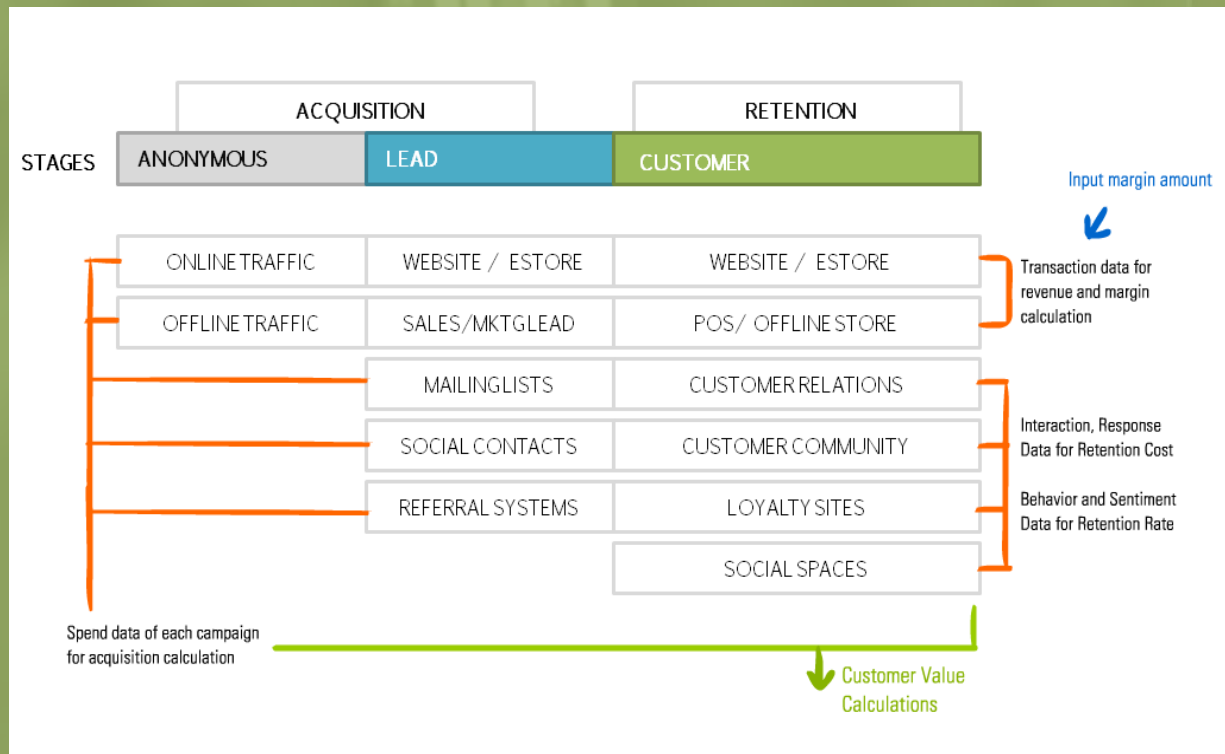 ACQUISITION
RETENTION
STAGES
ANONYMOUS
LEAD
CUSTOMER
Input margin amount
ONLINE TRAFFIC
WEBSITE / ESTORE
WEBSITE / ESTORE
Transaction data for
revenue and margin
calculation
OFFLINE TRAFFIC
SALES/MKTG LEAD
POS/ OFFLINE STORE
MAILING LISTS
CUSTOMER RELATIONS
SOCIAL CONTACTS
CUSTOMER COMMUNITY
Interaction, Response
Data for Retention Cost
REFERRAL SYSTEMS
LOYALTY SITES
Behavior and Sentiment
Data for Retention Rate
SOCIAL SPACES
Spend data of each campaign
for acquisition calculation
Customer Value
Calculations